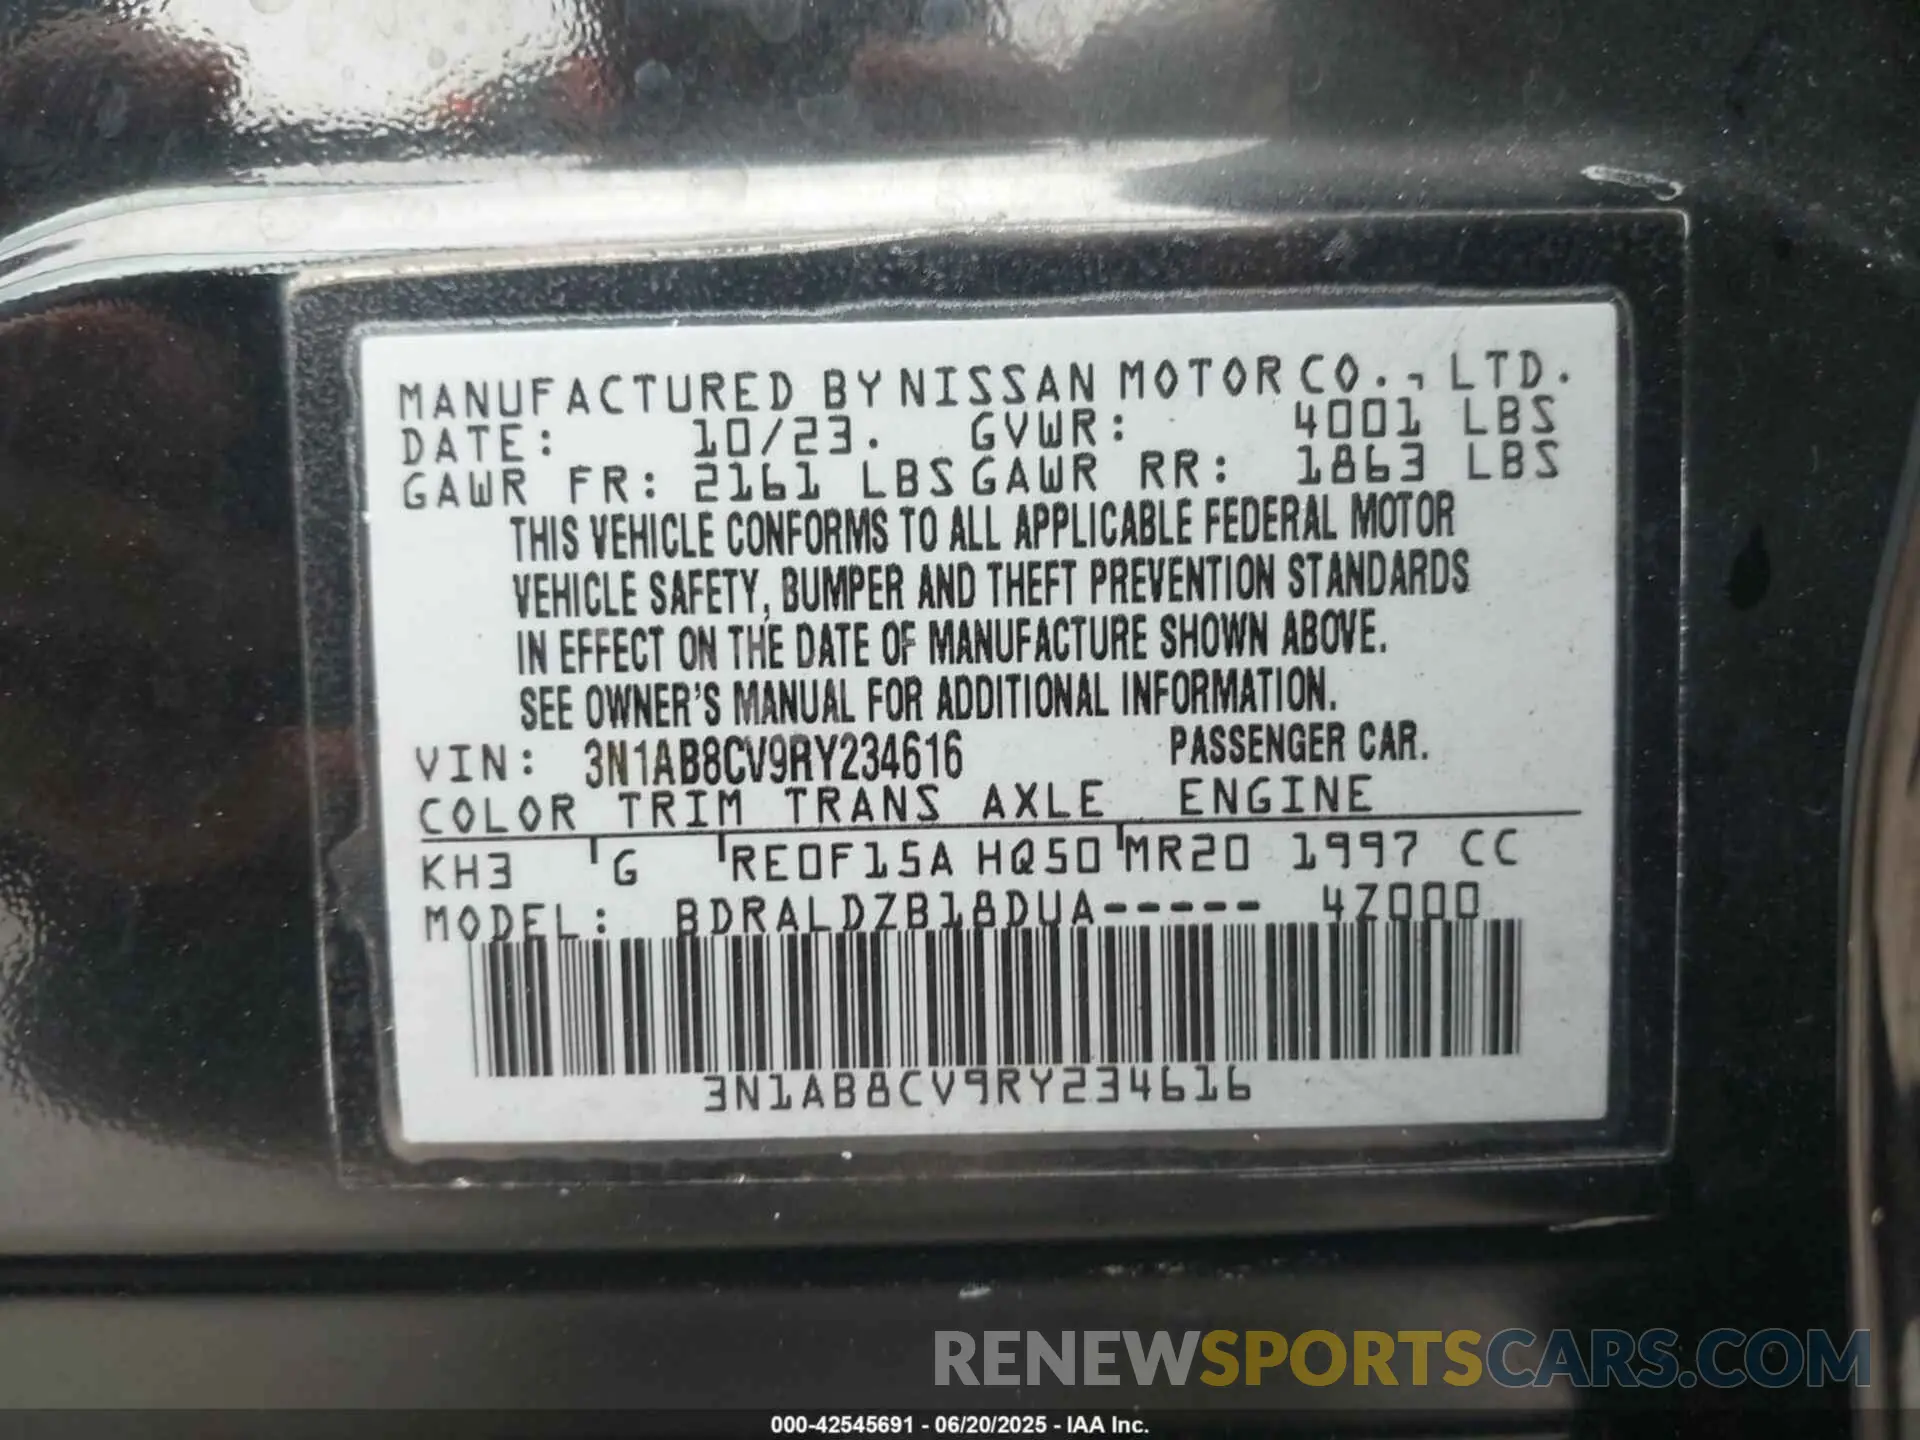 MANUFACTURED BY NISSAN MOTOR CO., LTD.
DATE: 10/23. GVWR: 4001 LBS
GAWR FR: 2161 LBS GAWR RR: 1863 LBS
THIS VEHICLE CONFORMS TO ALL APPLICABLE FEDERAL MOTOR
VEHICLE SAFETY, BUMPER AND THEFT PREVENTION STANDARDS
IN EFFECT ON THE DATE OF MANUFACTURE SHOWN ABOVE.
SEE OWNER'S MANUAL FOR ADDITIONAL INFORMATION.
VIN: 3N1AB8CV9RY234616 PASSENGER CAR.
COLOR TRIM TRANS AXLE ENGINE
KH3 G RE0F15A HQ50 MR20 1997 CC
MODEL: BDRALDZB18DUA----- 4Z000
3N1AB8CV9RY234616
RENEWSPORTSCARS.COM
000-42545691 - 06/20/2025 - IAA Inc.